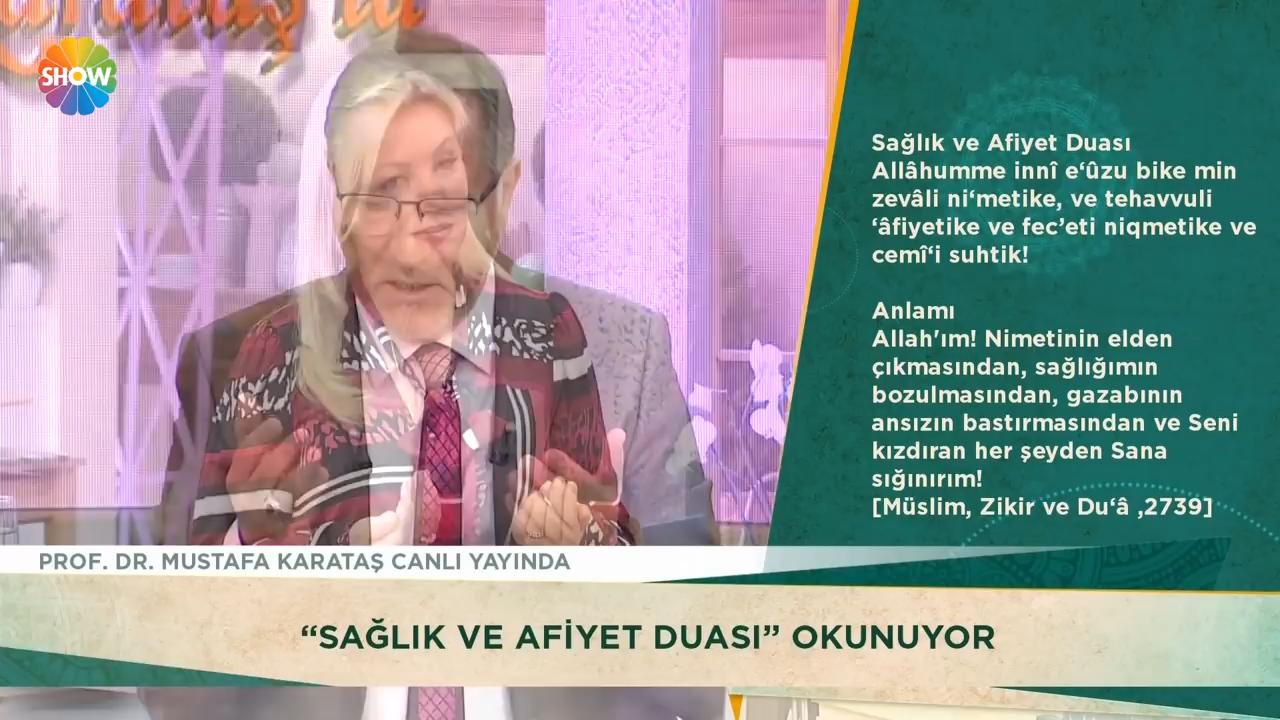 SHOW
Sağlık ve Afiyet Duası
Allâhumme innî e‘ûzu bike min
zevâli ni‘metike, ve tehavvuli
‘âfiyetike ve fec’eti niqmetike ve
cemî‘i suhtik!
Anlamı
Allah'ım! Nimetinin elden
çıkmasından, sağlığımın
bozulmasından, gazabının
ansızın bastırmasından ve Seni
kızdıran her şeyden Sana
sığınırım!
[Müslim, Zikir ve Du‘â ,2739]
PROF. DR. MUSTAFA KARATAŞ CANLI YAYINDA
“SAĞLIK VE AFİYET DUASI” OKUNUYOR